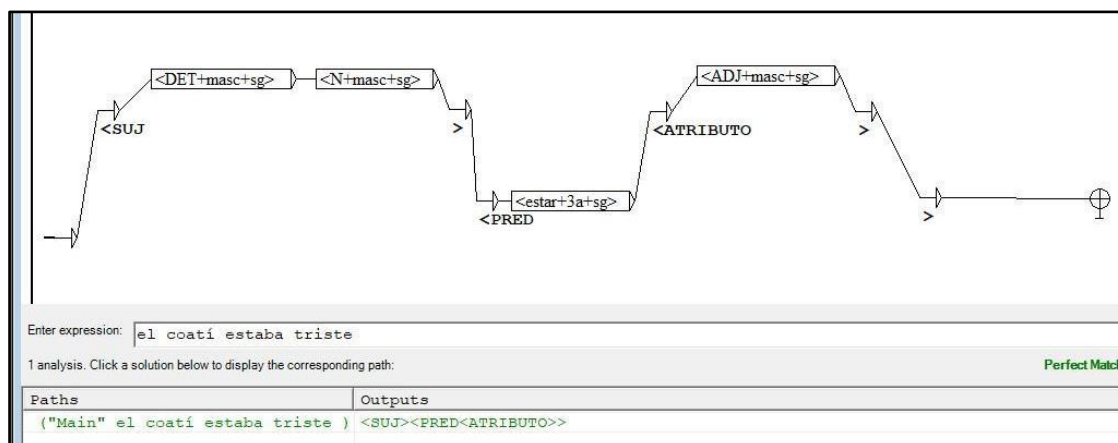 <DET+masc+sg> <N+masc+sg> <ADJ+masc+sg>
<SUJ > <ATRIBUTO >
<estar+3a+sg>
<PRED >
Enter expression: el coatí estaba triste
1 analysis. Click a solution below to display the corresponding path: Perfect Matc
Paths Outputs
("Main" el coatí estaba triste ) <SUJ><PRED<ATRIBUTO>>